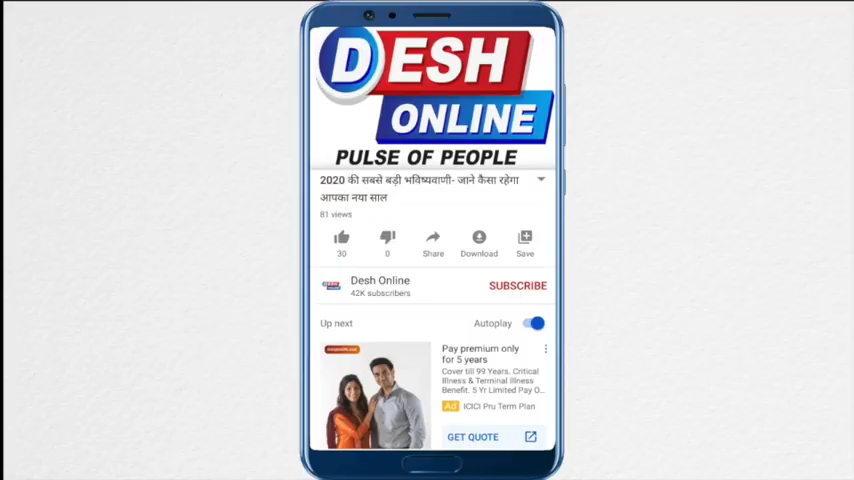 DESH
ONLINE
PULSE OF PEOPLE
2020 की सबसे बड़ी भविष्यवाणी- जाने कैसा रहेगा
आपका नया साल
81 views
30
0
Share
Download
Save
Desh Online
42K subscribers
SUBSCRIBE
Up next
Autoplay
Pay premium only
for 5 years
Cover till 99 Years. Critical
Illness & Terminal Illness
Benefit. 5 Yr Limited Pay O...
Ad ICICI Pru Term Plan
GET QUOTE